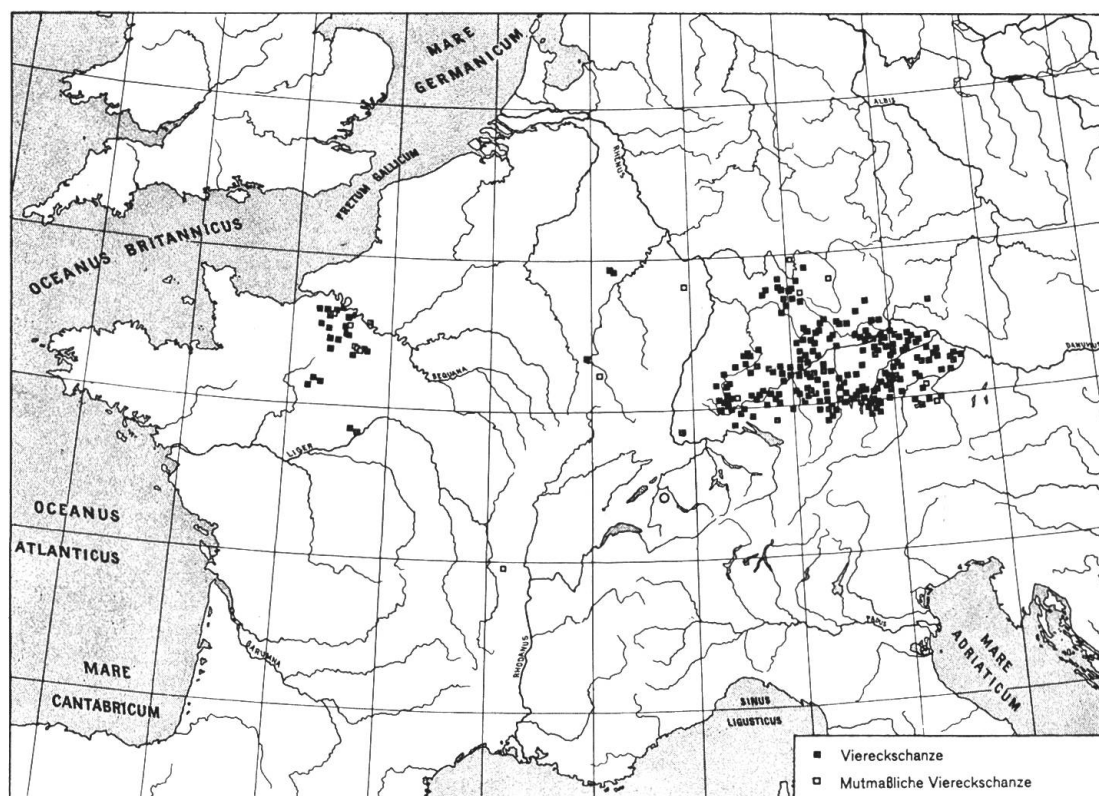 MARE
GERMANICUM
ALBIS
RHENUS
FRETUM GALLICUM
OCEANUS BRITANNICUS
DANUVIUS
SEQUANA
LIGER
OCEANUS
ATLANTICUS
GARUMNA
RHODANUS
PADUS
MARE
ADRIATICUM
MARE
CANTABRICUM
SINUS
LIGUSTICUS
Viereckschanze
Mutmaßliche Viereckschanze